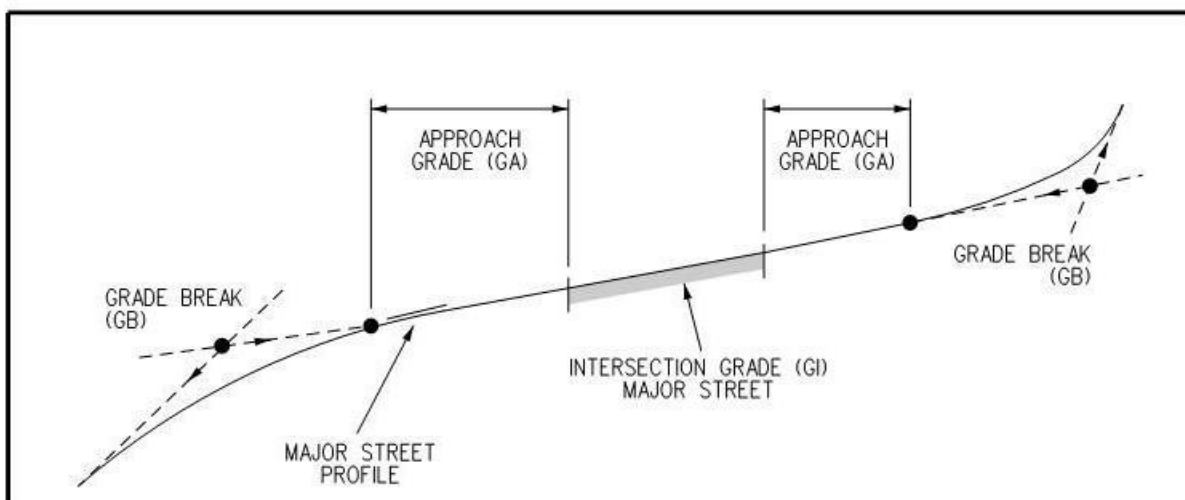 APPROACH
GRADE (GA)
APPROACH
GRADE (GA)
GRADE BREAK
(GB)
GRADE BREAK
(GB)
INTERSECTION GRADE (GI)
MAJOR STREET
MAJOR STREET
PROFILE